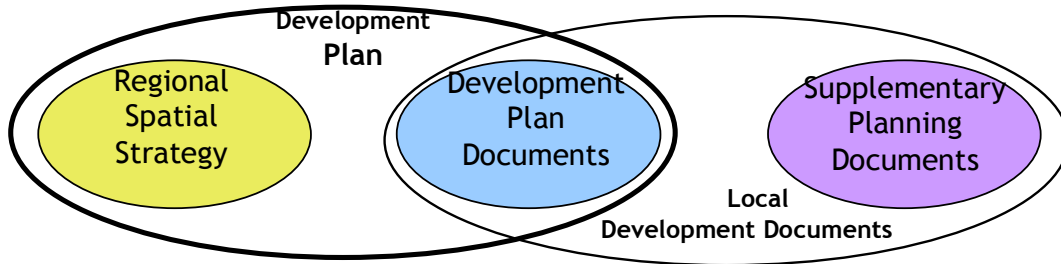 Development
Plan
Regional
Spatial
Strategy
Development
Plan
Documents
Supplementary
Planning
Documents
Local
Development Documents